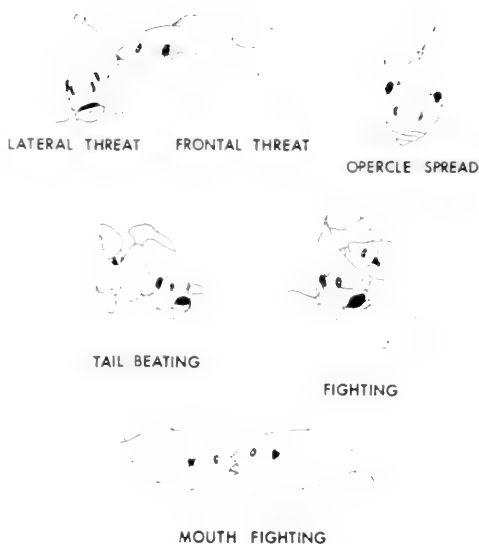 LATERAL THREAT
FRONTAL THREAT
OPERCLE SPREAD
TAIL BEATING
FIGHTING
MOUTH FIGHTING